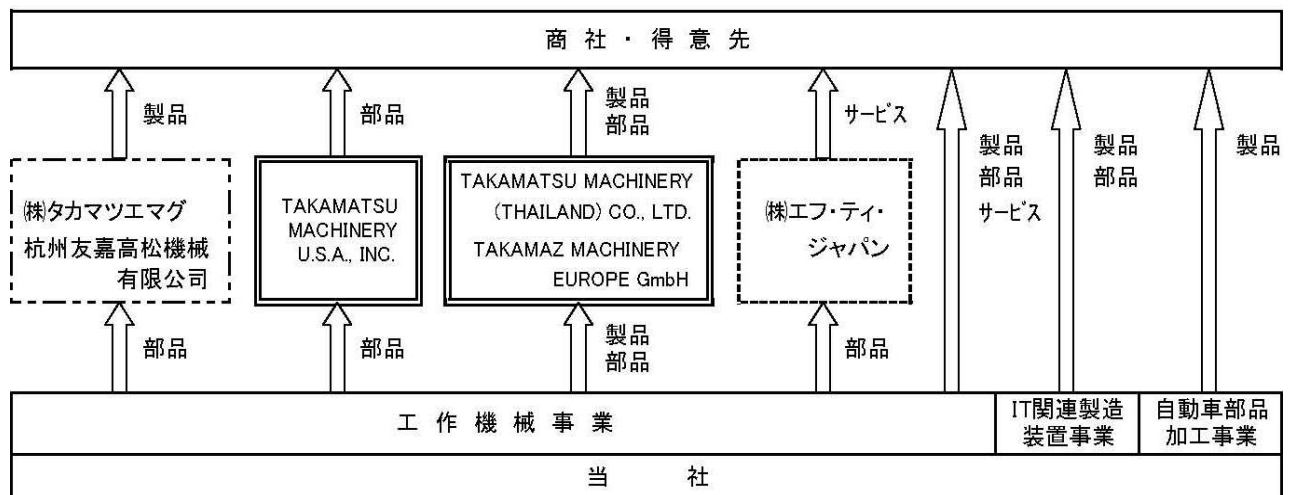 商社・得意先
製品
部品
製品
部品
サービス
製品
部品
サービス
製品
部品
製品
㈱タカマツエマグ
杭州友嘉高松機械
有限公司
TAKAMATSU
MACHINERY
U.S.A., INC.
TAKAMATSU MACHINERY
(THAILAND) CO., LTD.
TAKAMAZ MACHINERY
EUROPE GmbH
㈱エフ・ティ・
ジャパン
部品
部品
製品
部品
部品
工作機械事業
IT関連製造
装置事業
自動車部品
加工事業
当社